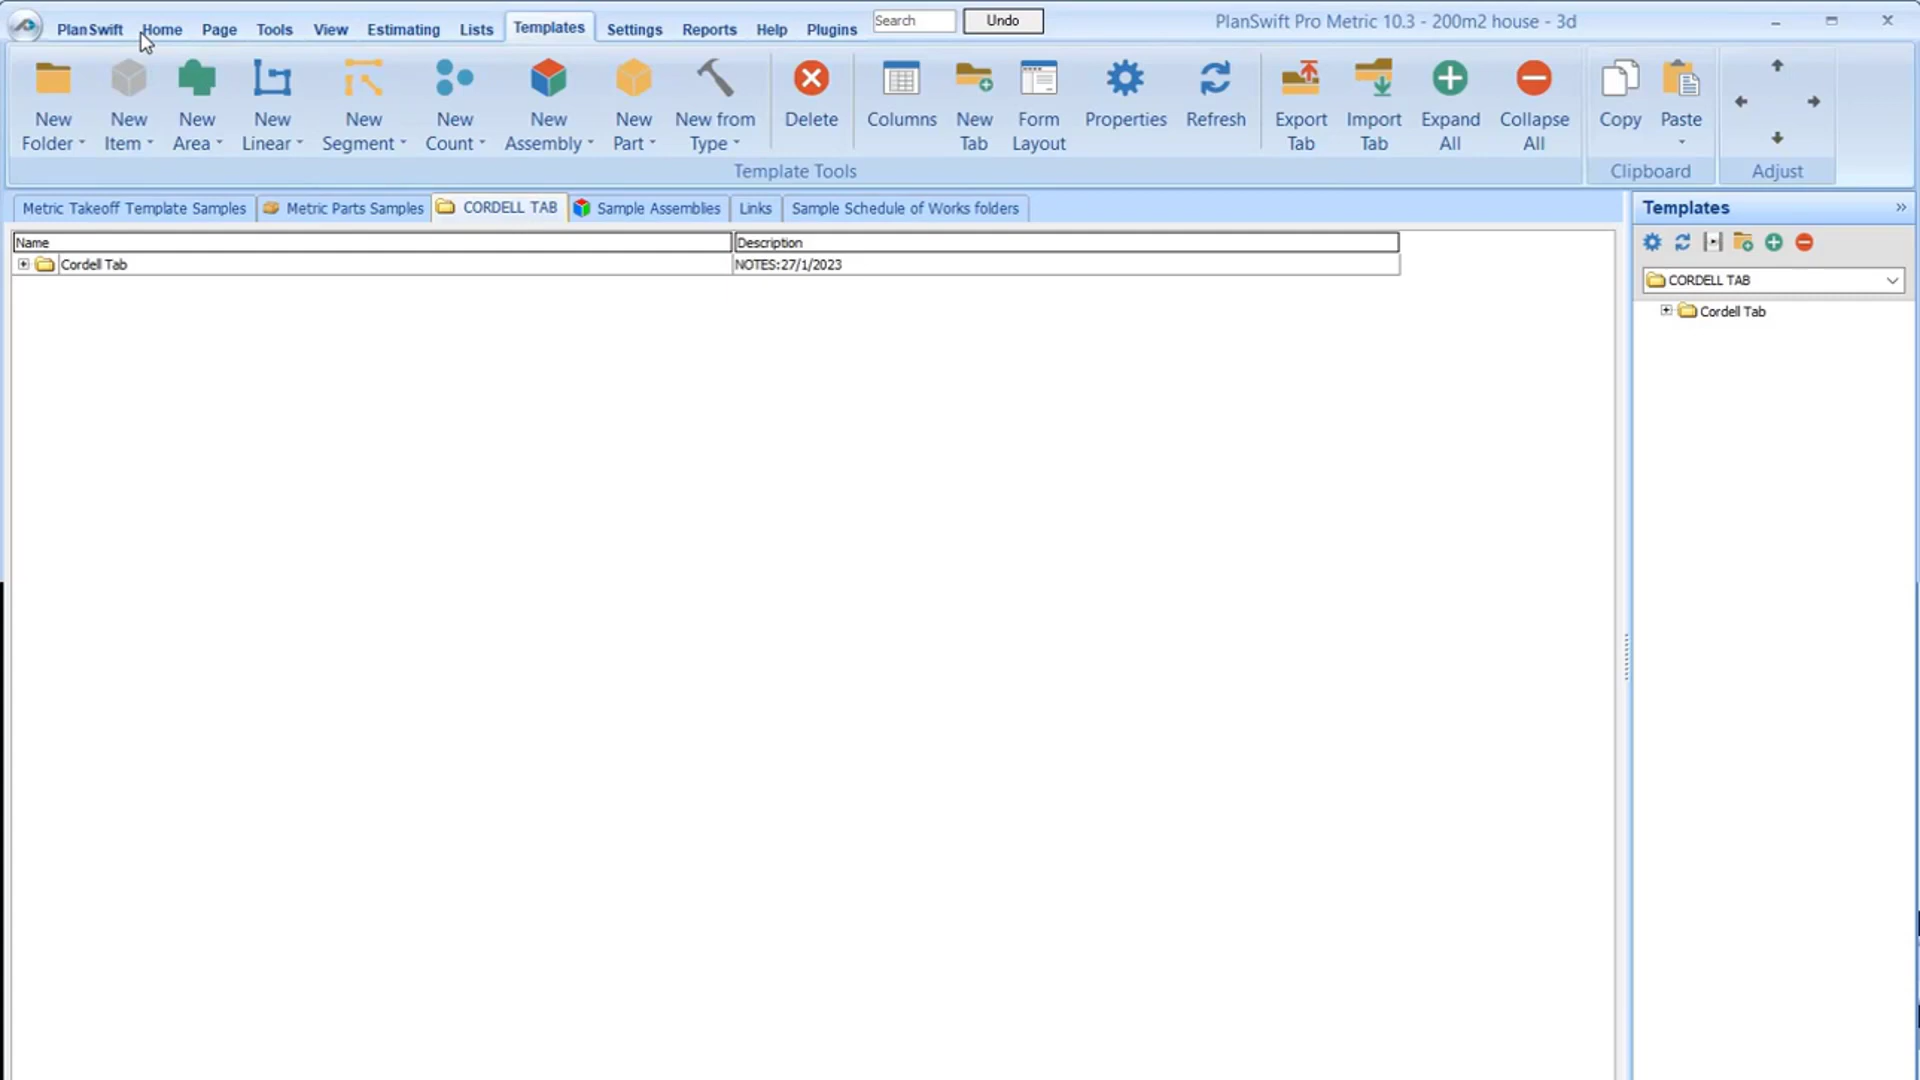 PlanSwift Home Page Tools View Estimating Lists Templates Settings Reports Help Plugins Search Undo PlanSwift Pro Metric 10.3 - 200m2 house - 3d
New Folder New Item New Area New Linear New Segment New Count New Assembly New Part New from Type Delete Columns New Tab Form Layout Properties Refresh Export Tab Import Tab Expand All Collapse All Copy Paste
Template Tools Clipboard Adjust
Metric Takeoff Template Samples Metric Parts Samples CORDELL TAB Sample Assemblies Links Sample Schedule of Works folders Templates
Name Description
Cordell Tab NOTES:27/1/2023
CORDELL TAB
Cordell Tab